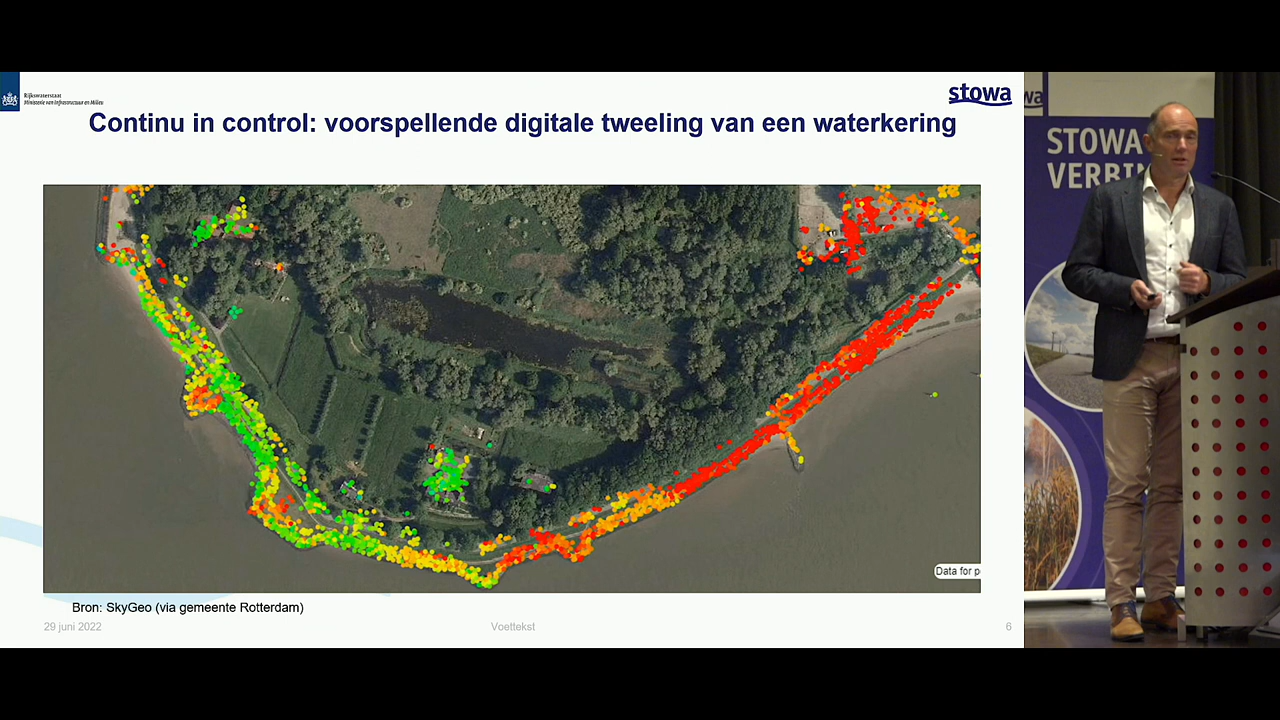 Rijkswaterstaat
Ministerie van Infrastructuur en Milieu
stowa
Continu in control: voorspellende digitale tweeling van een waterkering
Data for p
Bron: SkyGeo (via gemeente Rotterdam)
29 juni 2022
Voettekst
6
wa
STOWA
VERBIN